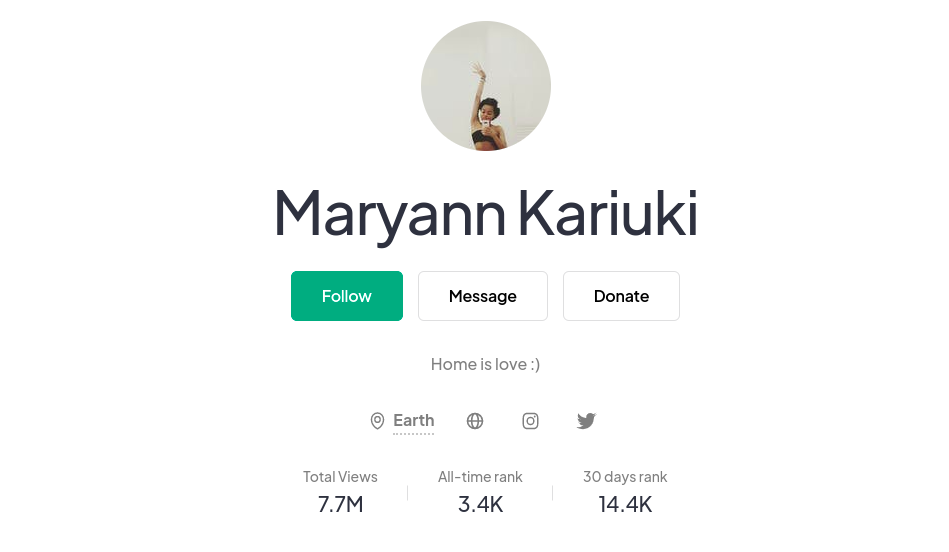 Maryann Kariuki
Follow Message Donate
Home is love :)
Earth
Total Views All-time rank 30 days rank
7.7M 3.4K 14.4K